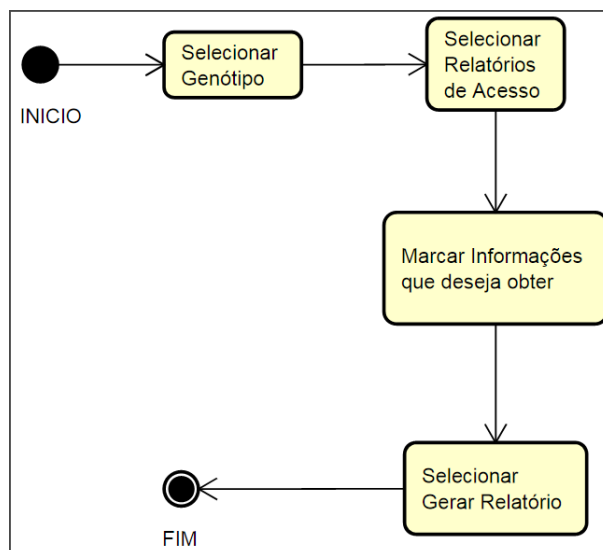 INICIO
Selecionar
Genótipo
Selecionar
Relatórios
de Acesso
Marcar Informações
que deseja obter
Selecionar
Gerar Relatório
FIM